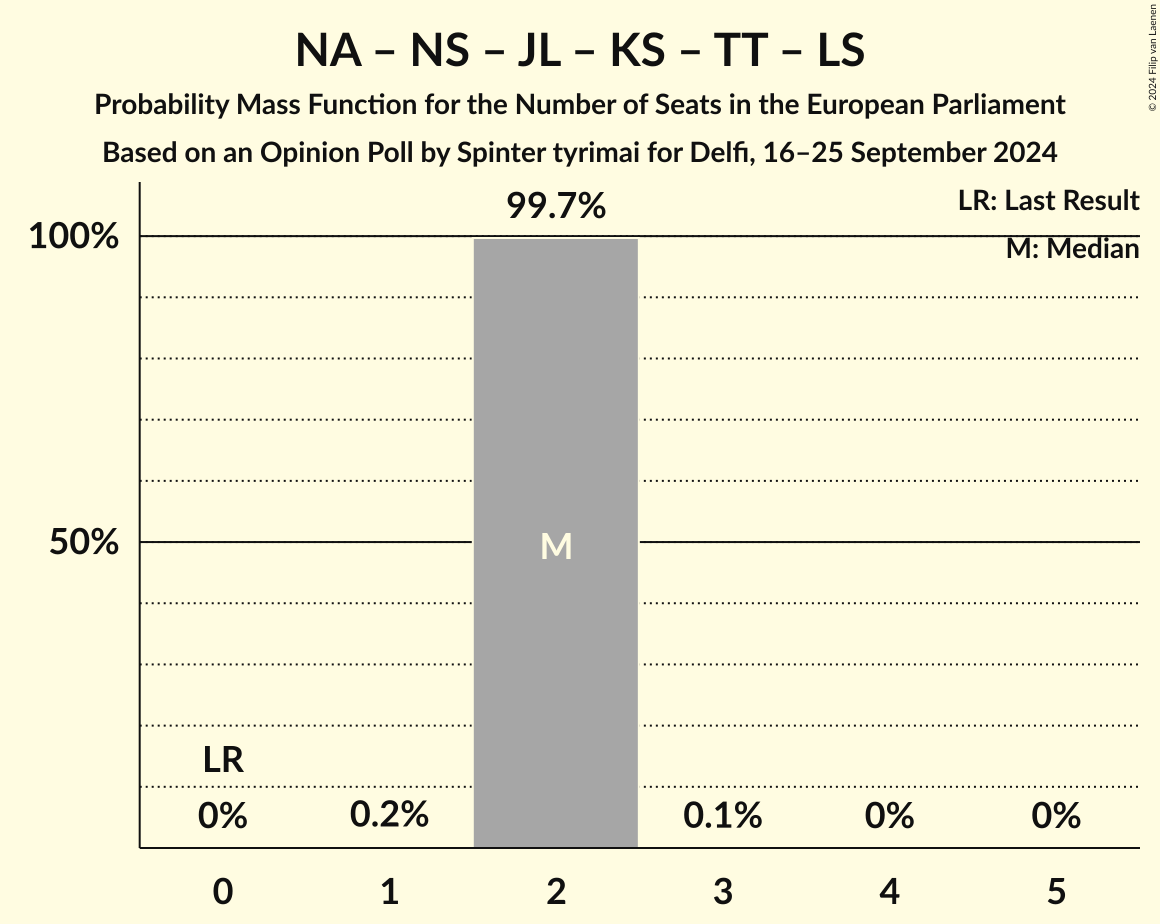 NA – NS – JL – KS – TT – LS
Probability Mass Function for the Number of Seats in the European Parliament
Based on an Opinion Poll by Spinter tyrimai for Delfi, 16–25 September 2024
© 2024 Filip van Laenen
LR: Last Result
M: Median
99.7%
100%
50%
M
LR
0%
0.2%
0.1%
0%
0%
0
1
2
3
4
5